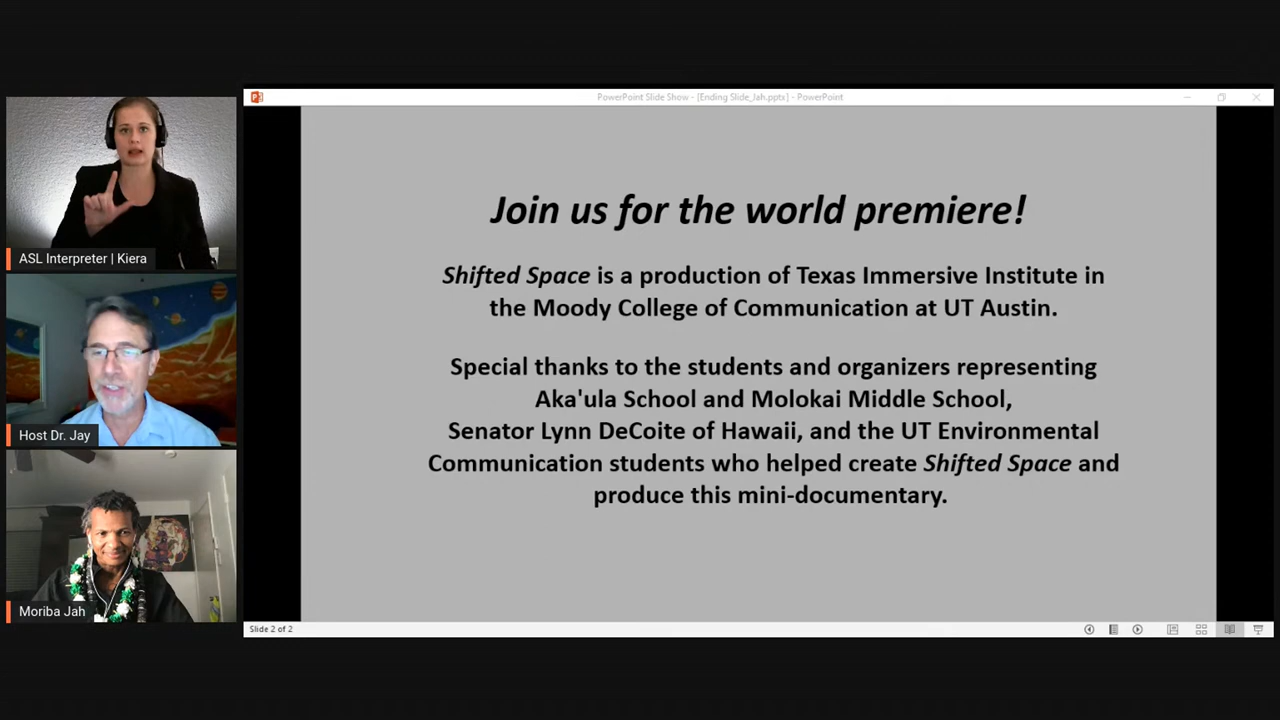 PowerPoint Slide Show - [Ending Slide_Jah.pptx] - PowerPoint
Join us for the world premiere!
Shifted Space is a production of Texas Immersive Institute in
the Moody College of Communication at UT Austin.
Special thanks to the students and organizers representing
Aka'ula School and Molokai Middle School,
Senator Lynn DeCoite of Hawaii, and the UT Environmental
Communication students who helped create Shifted Space and
produce this mini-documentary.
Slide 2 of 2
ASL Interpreter | Kiera
Host Dr. Jay
Moriba Jah